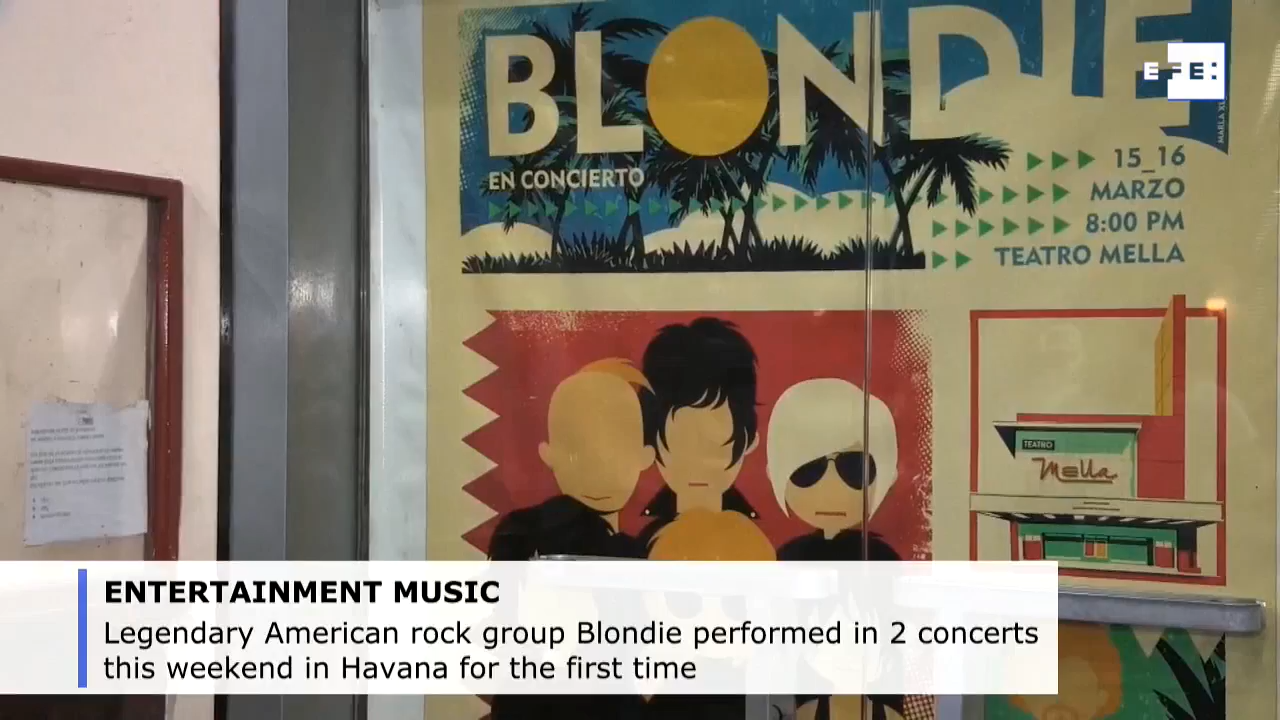 BLONDIE
EN CONCIERTO
15_16
MARZO
8:00 PM
TEATRO MELLA
EFE:
TEATRO
Mella
ENTERTAINMENT MUSIC
Legendary American rock group Blondie performed in 2 concerts
this weekend in Havana for the first time